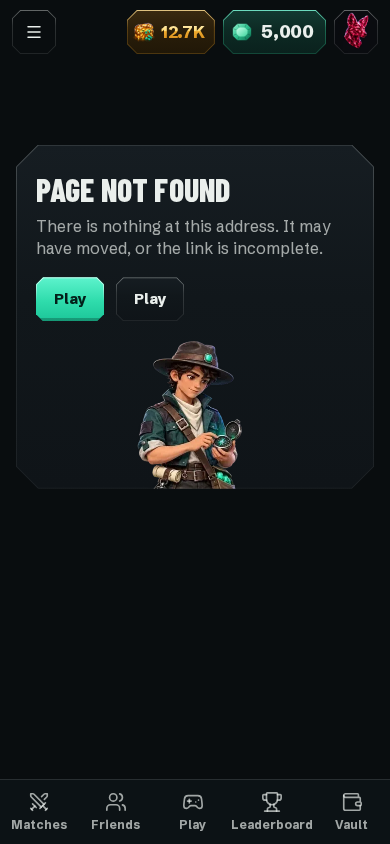 12.7K
5,000
PAGE NOT FOUND
There is nothing at this address. It may
have moved, or the link is incomplete.
Play
Play
Matches
Friends
Play
Leaderboard
Vault